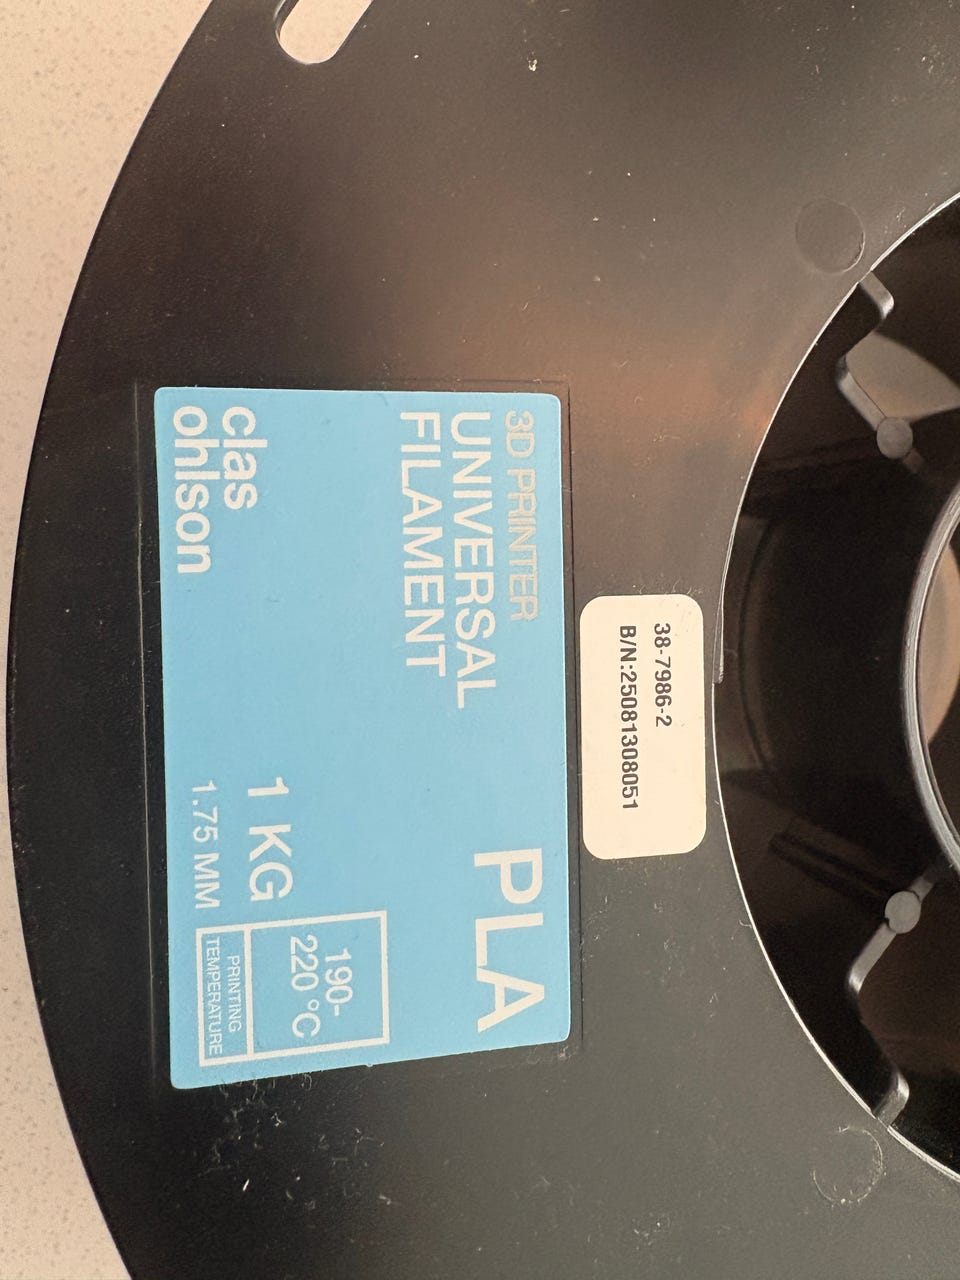 38-7986-2
B/N:25081308051
3D PRINTER
UNIVERSAL
FILAMENT
PLA
190-
220 °C
PRINTING
TEMPERATURE
1 KG
1.75 MM
clas
ohlson